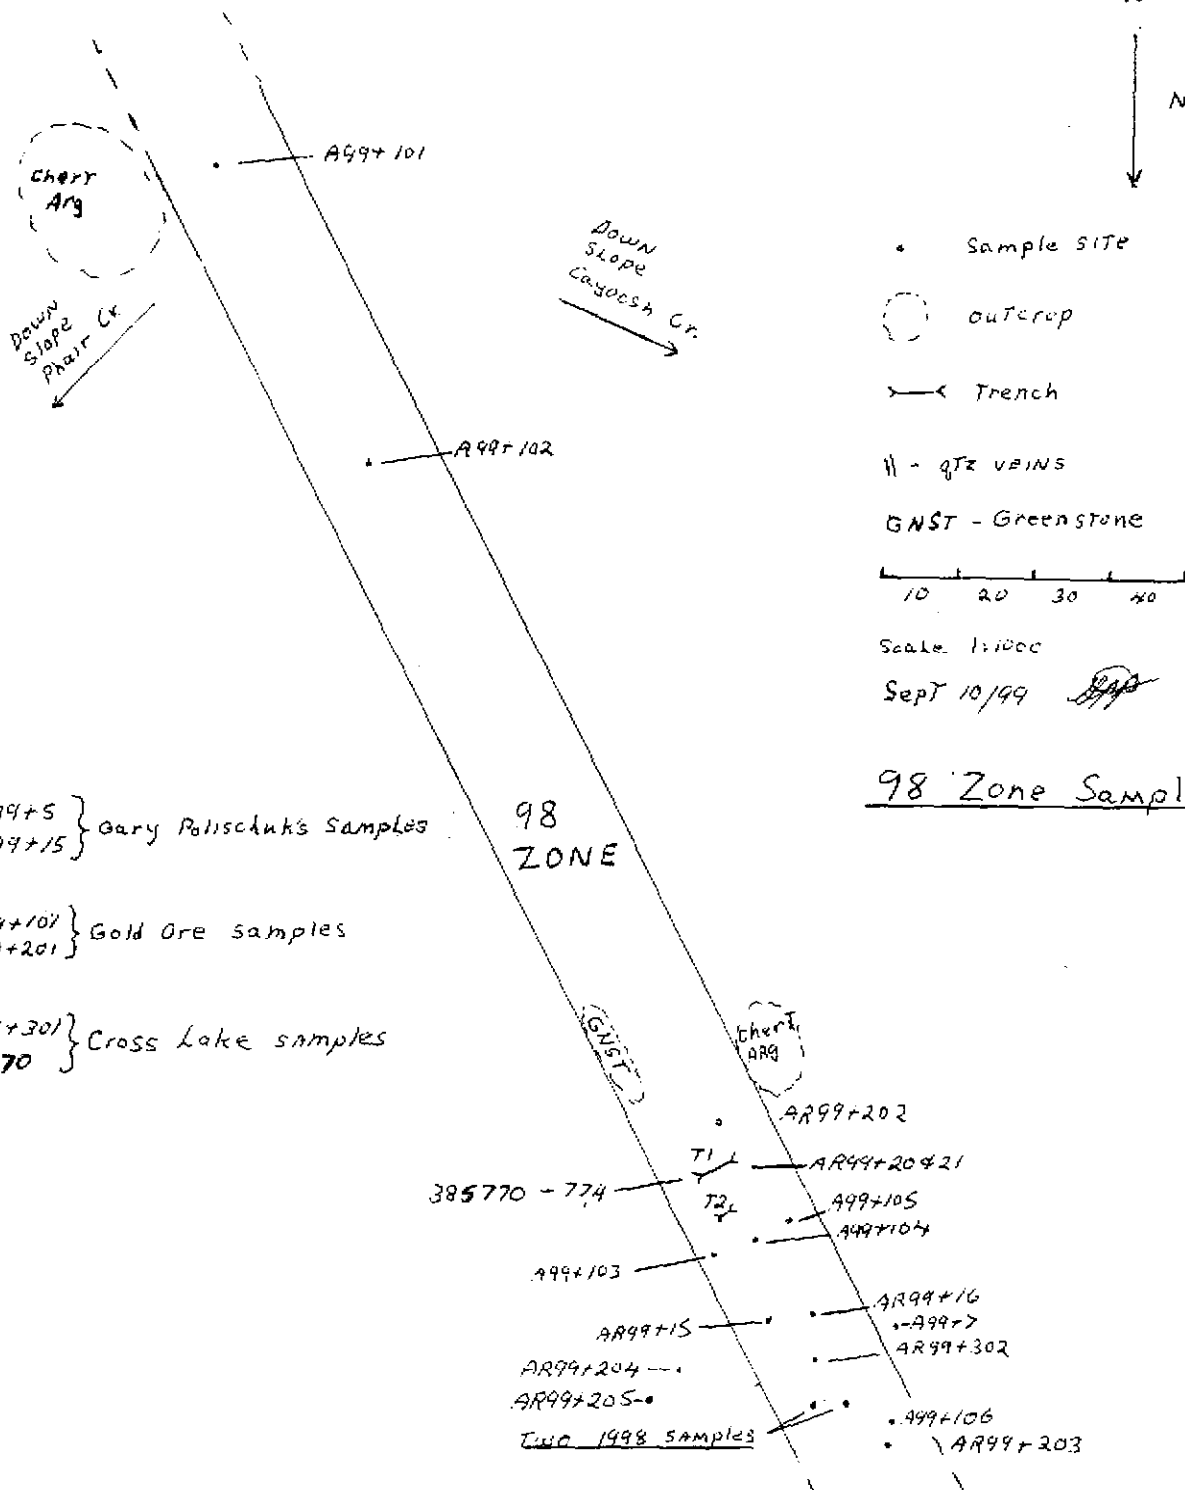 N
A99+101
Cherr
Arg
Down
Slope
Phair Cr.
Down
Slope
Cayoosh Cr.
A99+102
Sample SITe
outcrop
Trench
- qTz VEINS
GNST - Greenstone
10 20 30 40
Scale 1:1000
SepT 10/99
98 Zone Sampl
99+5
99+15 } Gary Polischuk's Samples
98
ZONE
+101
+201 } Gold Ore samples
+301
70 } Cross Lake samples
GNST
Chert,
ARg
AR99+202
T1
AR99+20&21
385770 - 774
T2
A99+105
A99+104
A99+103
AR99+16
AR99+15
A99+7
AR99+302
AR99+204
AR99+205
Two 1998 samples
A99+106
AR99+203